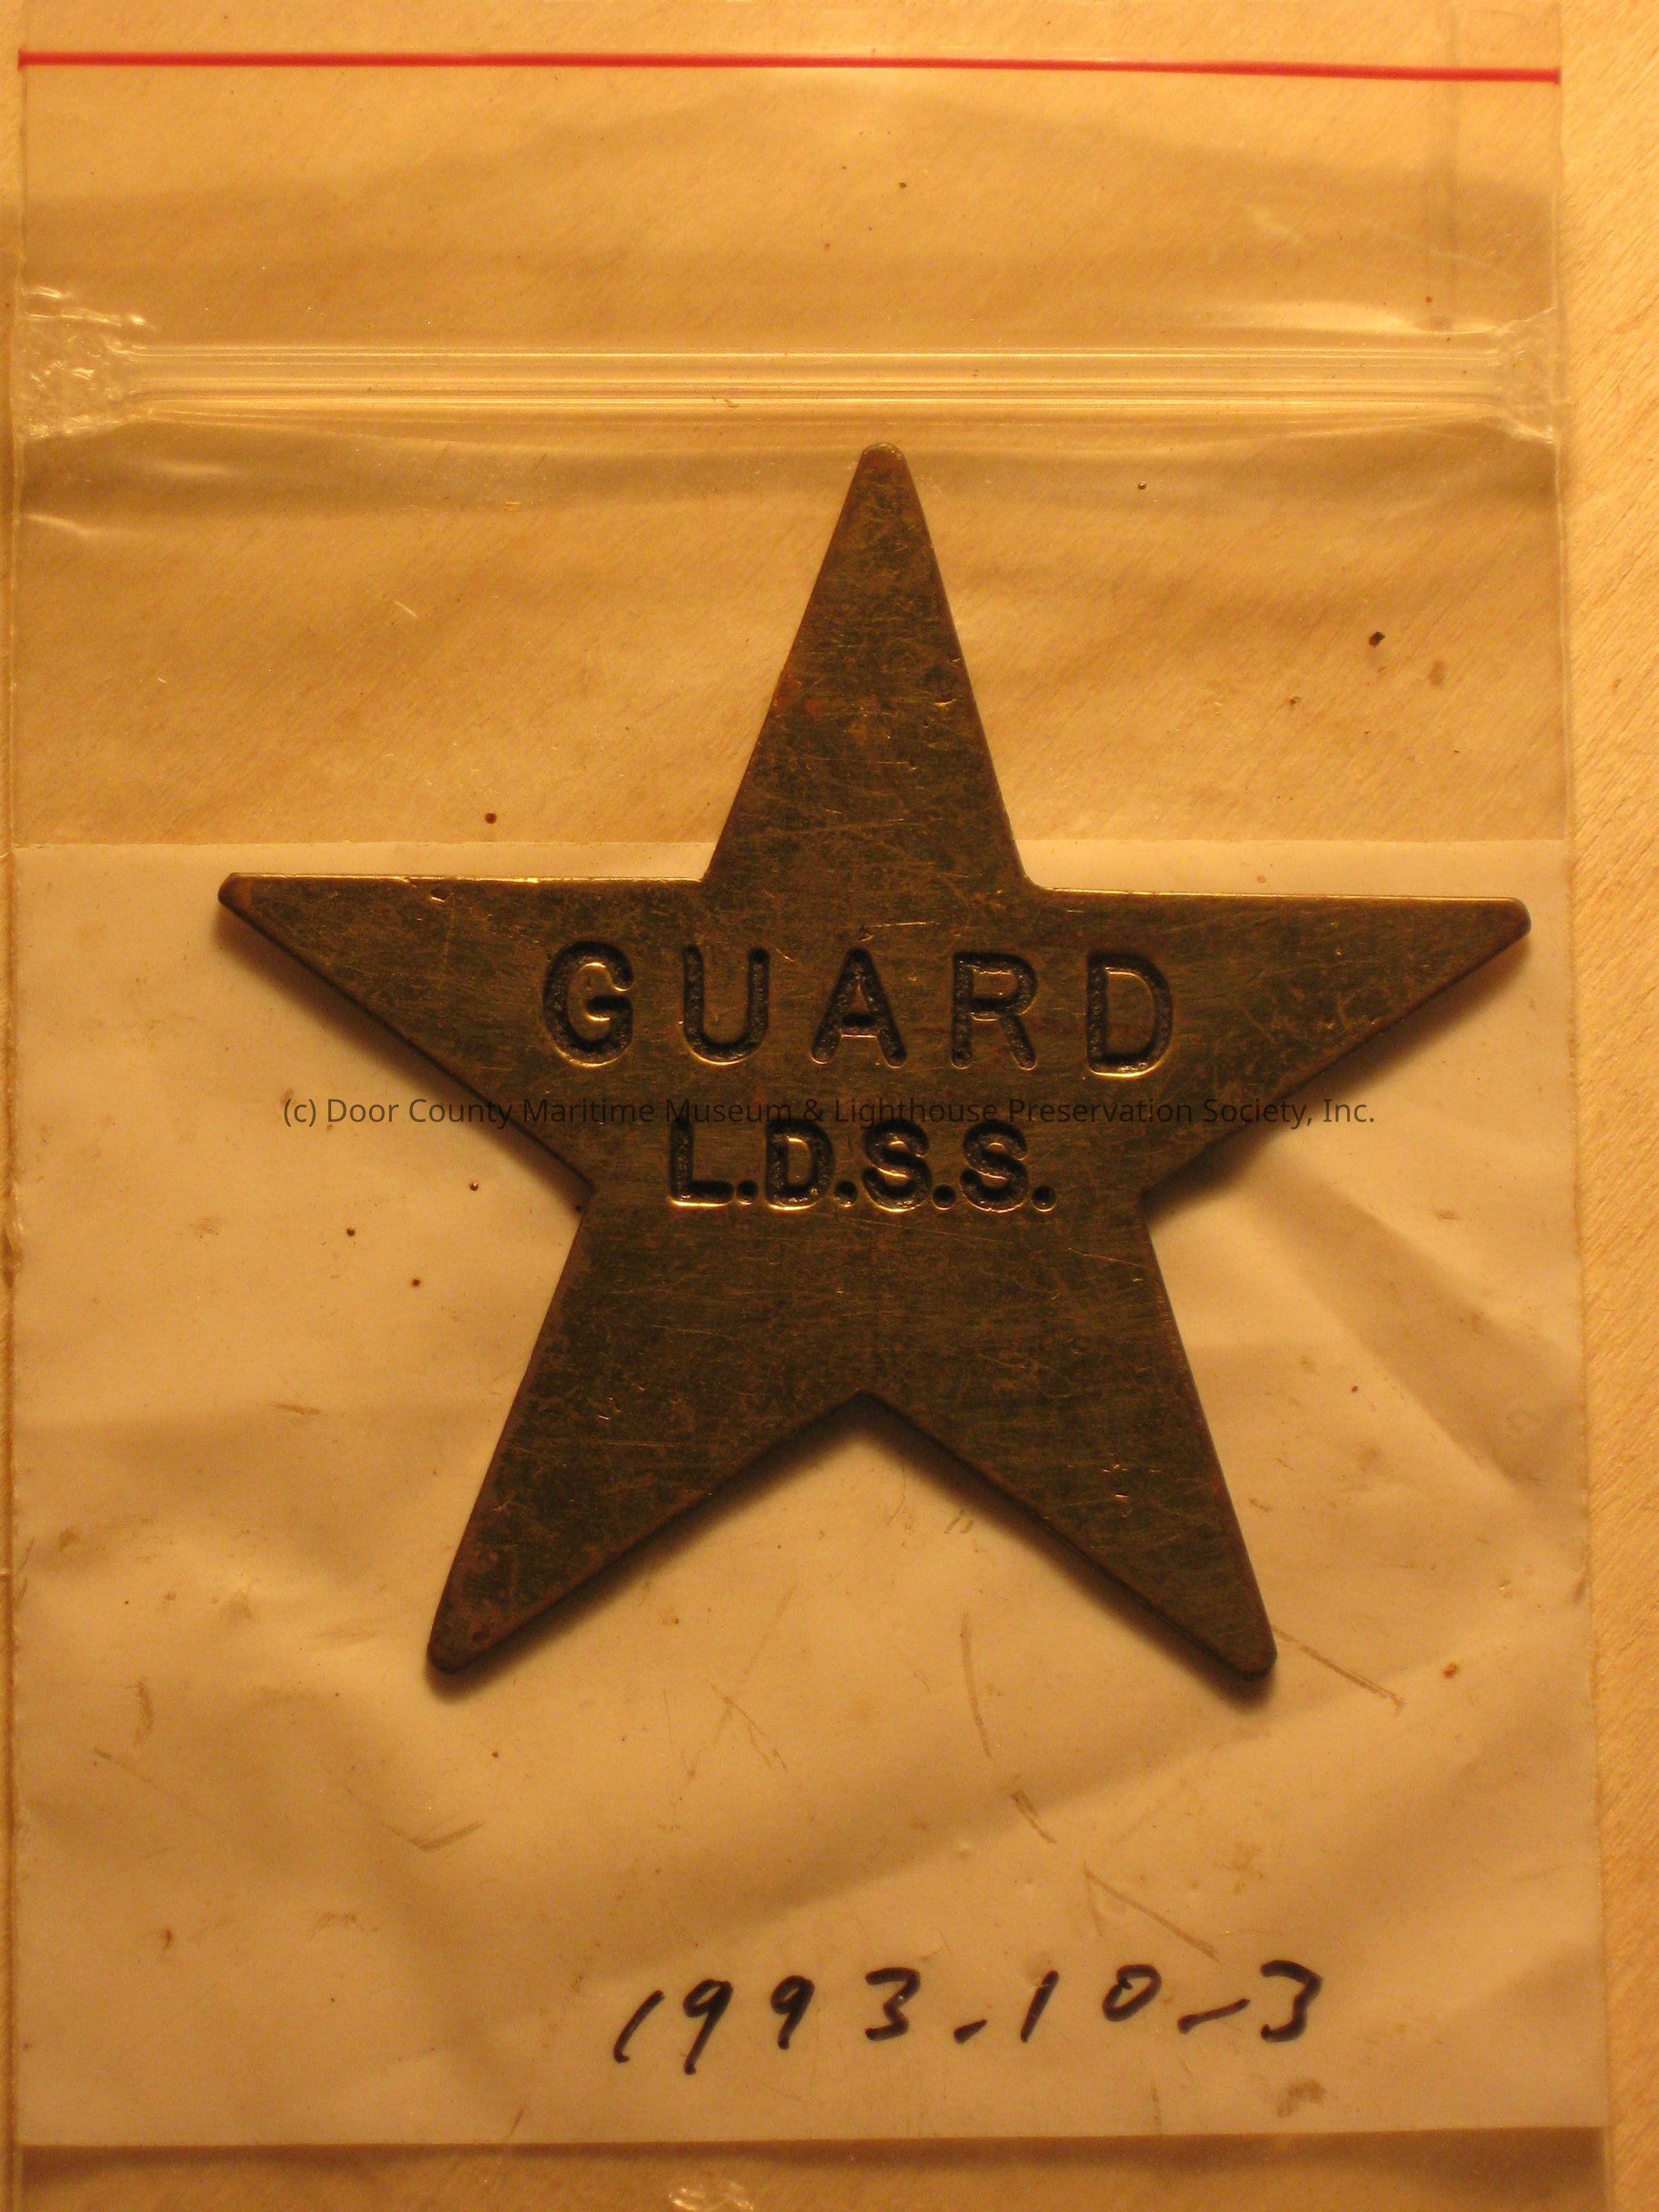 GUARD
(c) Door County Maritime Museum & Lighthouse Preservation Society, Inc.
L.D.S.S.
1993-10-3